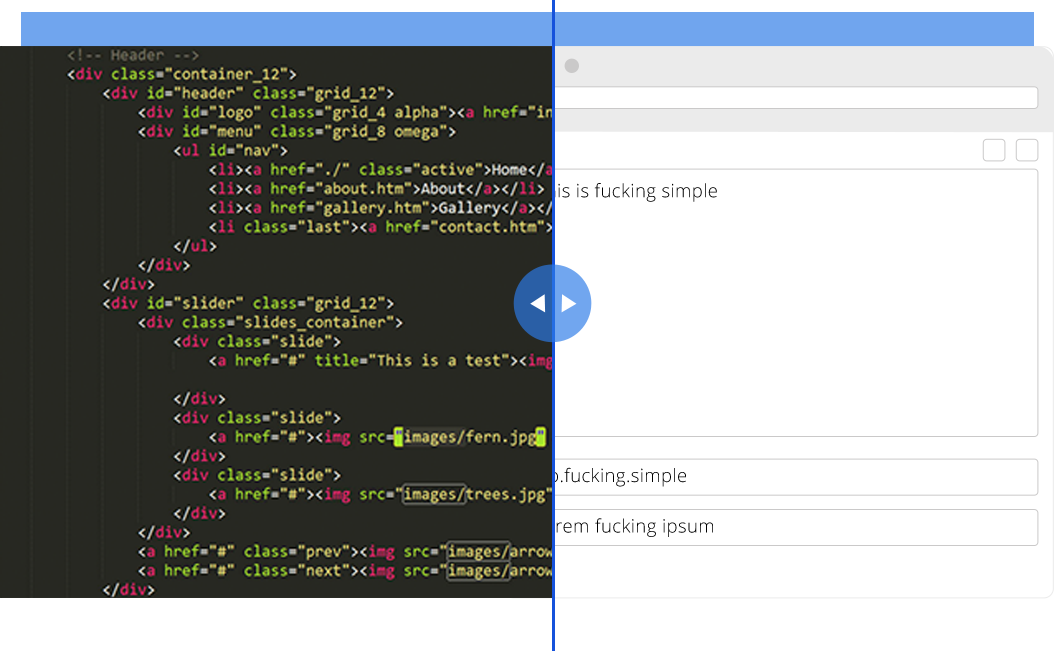 <!-- Header -->
<div class="container_12">
<div id="header" class="grid_12">
<div id="logo" class="grid_4 alpha"><a href="in
<div id="menu" class="grid_8 omega">
<ul id="nav">
<li><a href="./" class="active">Home</a
<li><a href="about.htm">About</a></li>
<li><a href="gallery.htm">Gallery</a></
<li class="last"><a href="contact.htm">
</ul>
</div>
</div>
<div id="slider" class="grid_12">
<div class="slides_container">
<div class="slide">
<a href="#" title="This is a test"><img
</div>
<div class="slide">
<a href="#"><img src="images/fern.jpg"
</div>
<div class="slide">
<a href="#"><img src="images/trees.jpg"
</div>
</div>
<a href="#" class="prev"><img src="images/arrow
<a href="#" class="next"><img src="images/arrow
</div>
is is fucking simple
o.fucking.simple
rem fucking ipsum